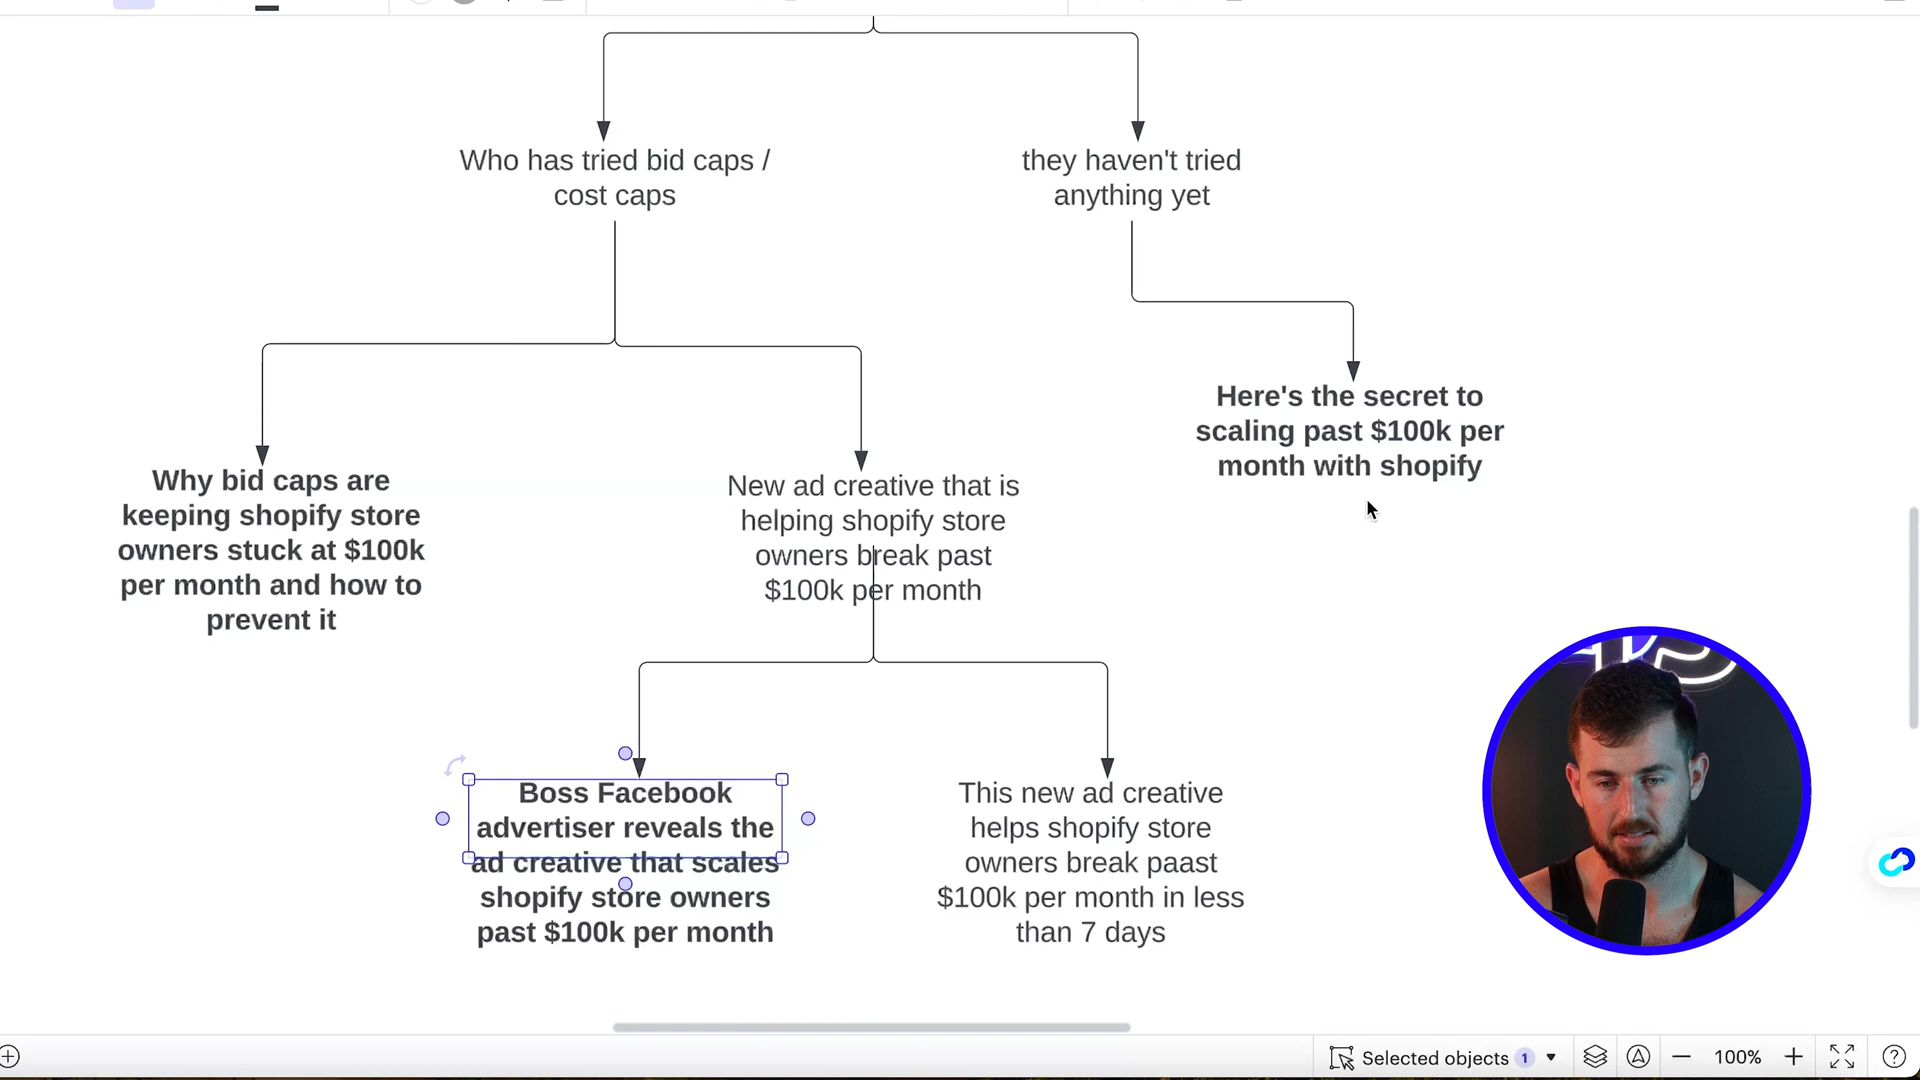 Who has tried bid caps /
cost caps
they haven't tried
anything yet
Here's the secret to
scaling past $100k per
month with shopify
Why bid caps are
keeping shopify store
owners stuck at $100k
per month and how to
prevent it
New ad creative that is
helping shopify store
owners break past
$100k per month
Boss Facebook
advertiser reveals the
ad creative that scales
shopify store owners
past $100k per month
This new ad creative
helps shopify store
owners break paast
$100k per month in less
than 7 days
Selected objects 1
100%